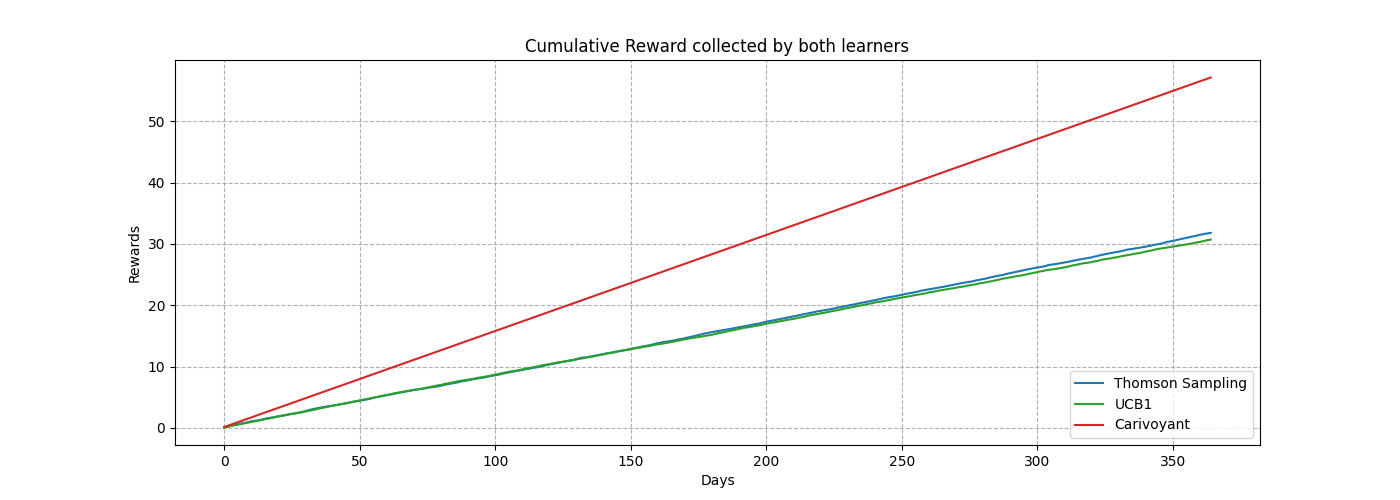 Cumulative Reward collected by both learners
Rewards
50
40
30
20
10
0
0 50 100 150 200 250 300 350
Days
Thomson Sampling
UCB1
Carivoyant